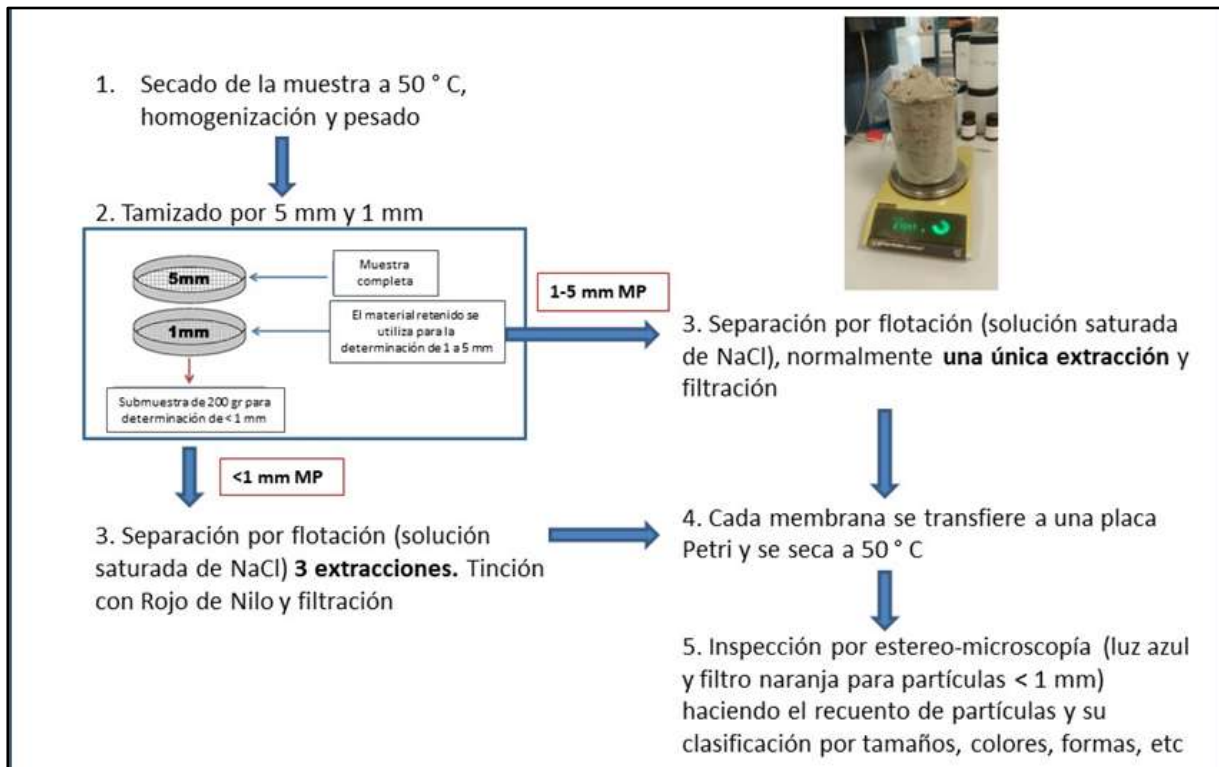 1. Secado de la muestra a 50 ° C,
homogenización y pesado
2. Tamizado por 5 mm y 1 mm
5mm
Muestra
completa
1mm
El material retenido se
utiliza para la
determinación de 1 a 5 mm
Submuestra de 200 gr para
determinación de < 1 mm
1-5 mm MP
<1 mm MP
3. Separación por flotación (solución
saturada de NaCl) 3 extracciones. Tinción
con Rojo de Nilo y filtración
3. Separación por flotación (solución saturada
de NaCl), normalmente una única extracción y
filtración
4. Cada membrana se transfiere a una placa
Petri y se seca a 50 ° C
5. Inspección por estereo-microscopía (luz azul
y filtro naranja para partículas < 1 mm)
haciendo el recuento de partículas y su
clasificación por tamaños, colores, formas, etc